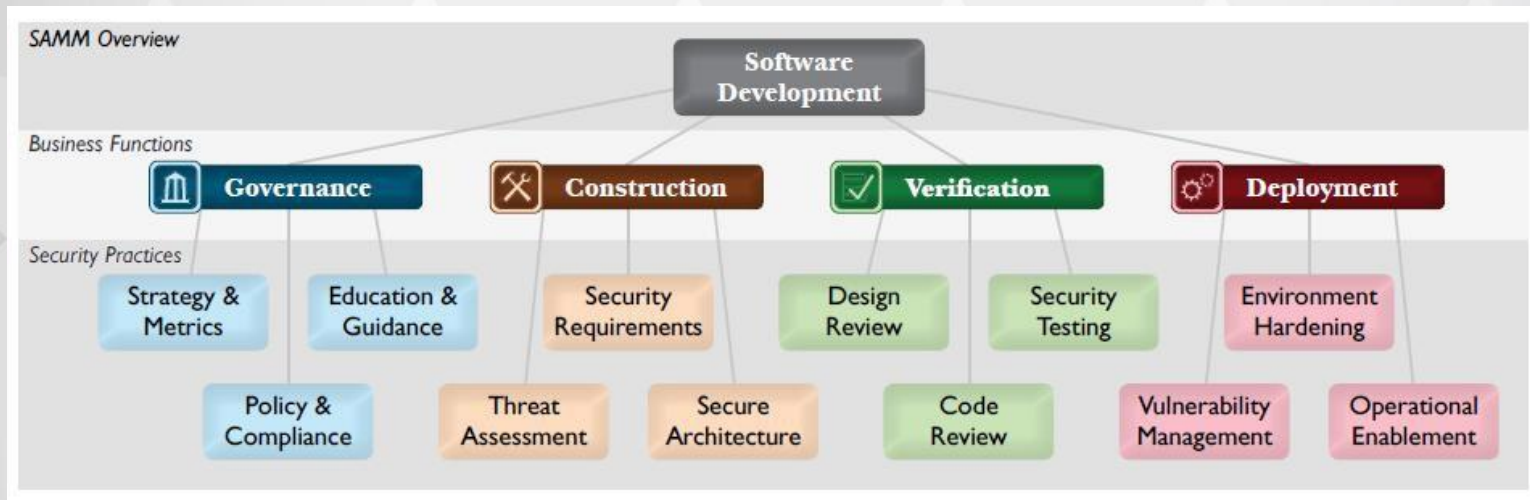 SAMM Overview
Software
Development
Business Functions
Governance
Construction
Verification
Deployment
Security Practices
Strategy &
Metrics
Education &
Guidance
Security
Requirements
Design
Review
Security
Testing
Environment
Hardening
Policy &
Compliance
Threat
Assessment
Secure
Architecture
Code
Review
Vulnerability
Management
Operational
Enablement